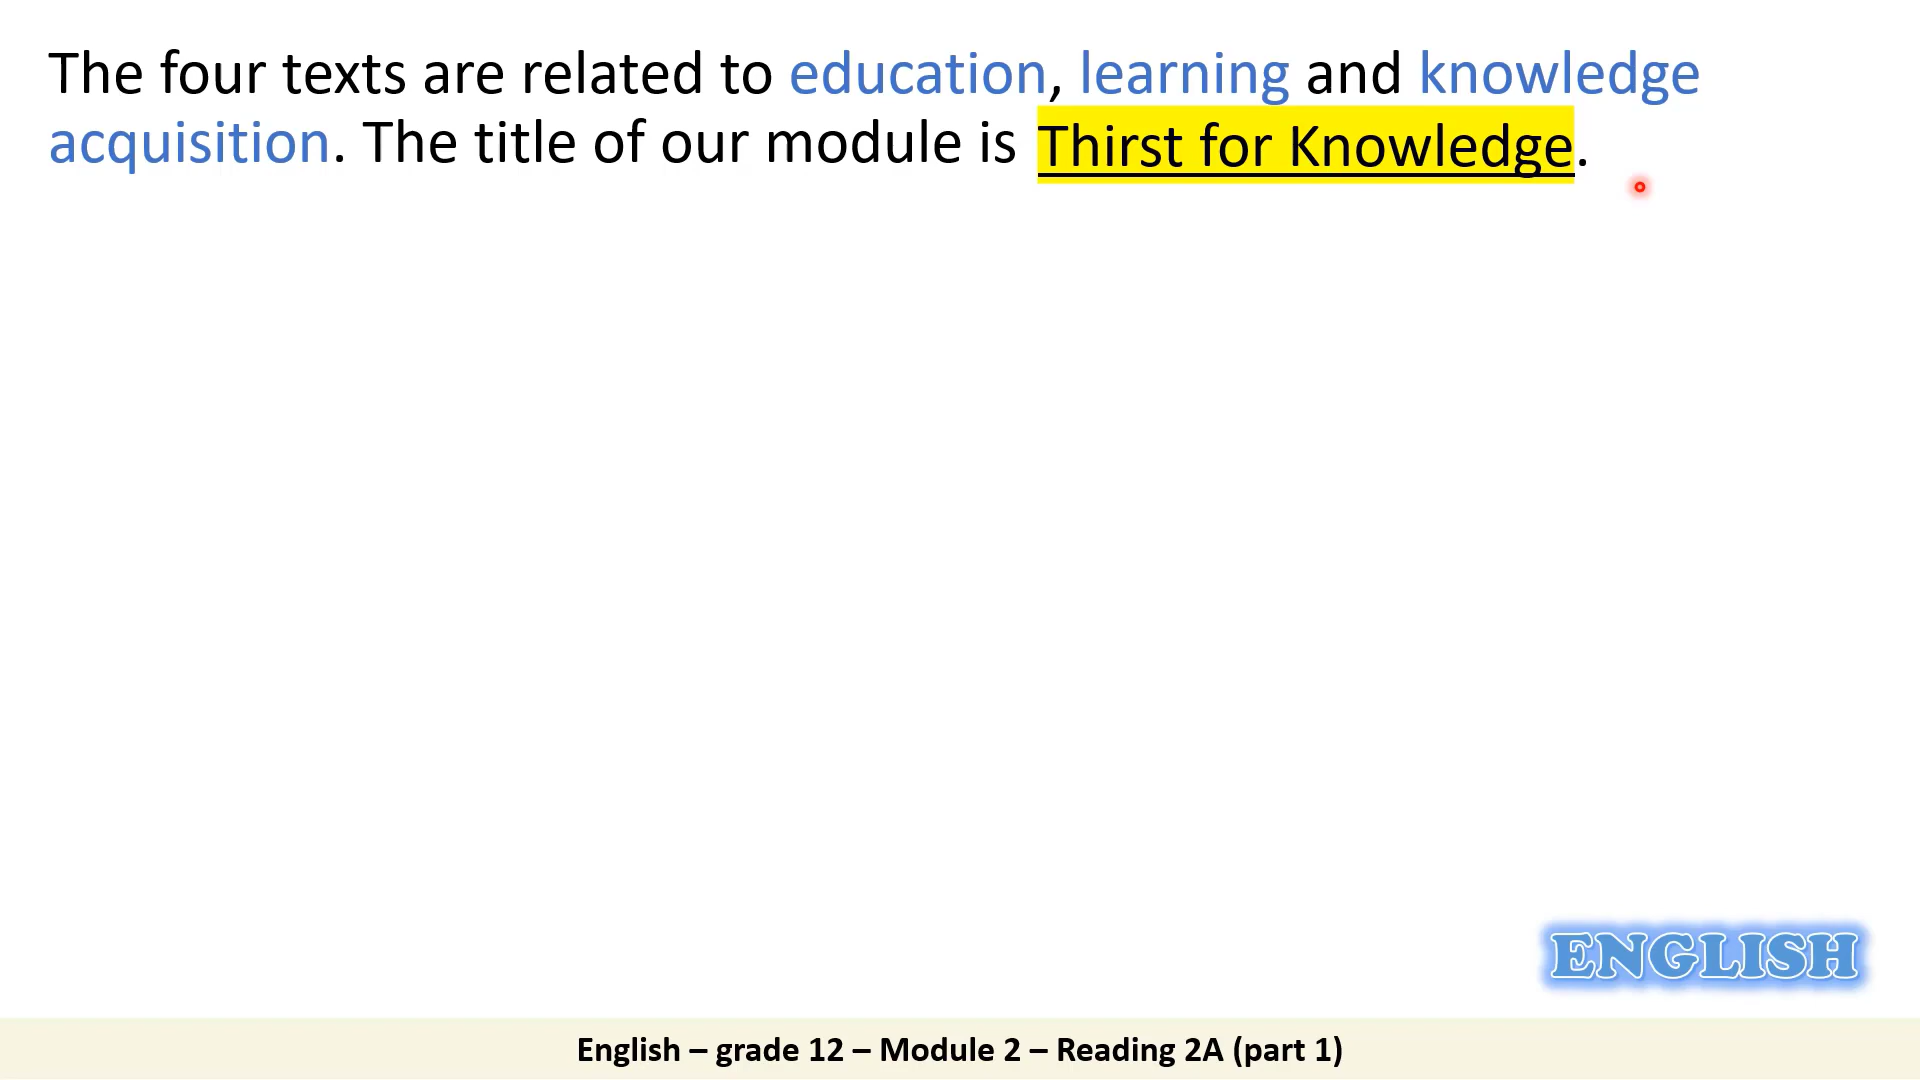 The four texts are related to education, learning and knowledge
acquisition. The title of our module is Thirst for Knowledge.
ENGLISH
English – grade 12 – Module 2 – Reading 2A (part 1)